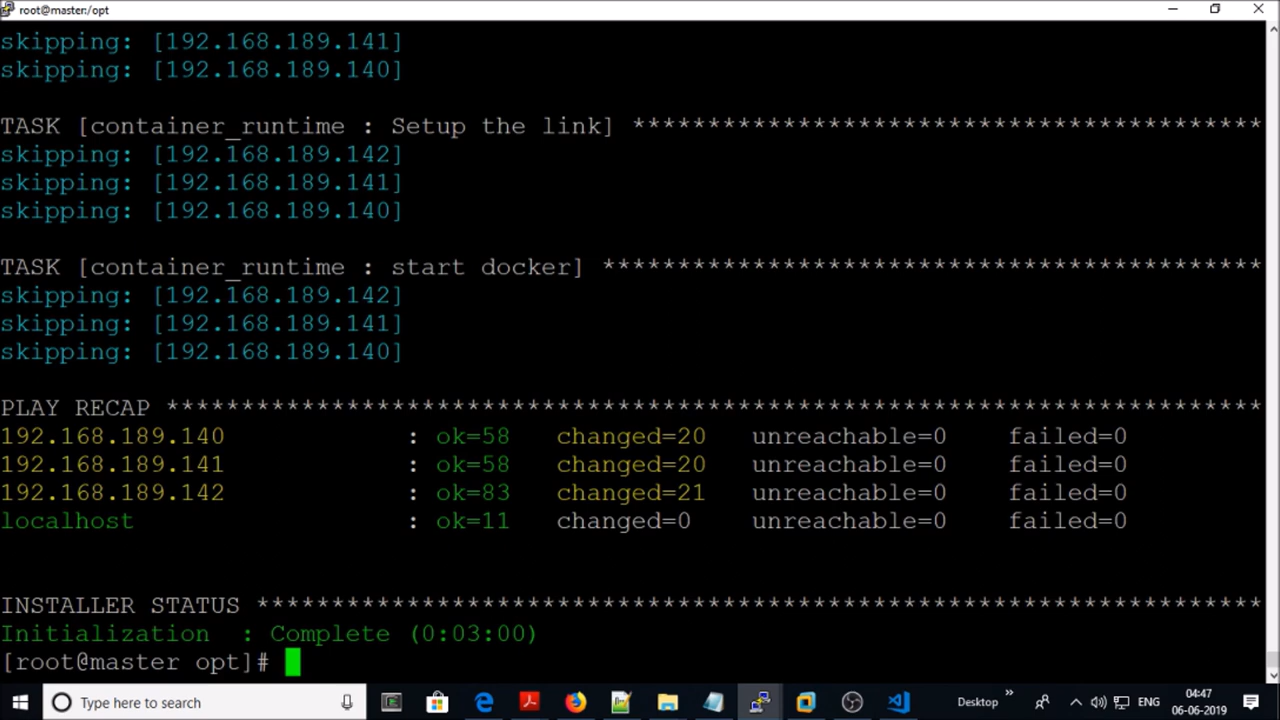 root@master:/opt
skipping: [192.168.189.141]
skipping: [192.168.189.140]
TASK [container_runtime : Setup the link] ******************************************
skipping: [192.168.189.142]
skipping: [192.168.189.141]
skipping: [192.168.189.140]
TASK [container_runtime : start docker] ********************************************
skipping: [192.168.189.142]
skipping: [192.168.189.141]
skipping: [192.168.189.140]
PLAY RECAP *************************************************************************
192.168.189.140 : ok=58 changed=20 unreachable=0 failed=0
192.168.189.141 : ok=58 changed=20 unreachable=0 failed=0
192.168.189.142 : ok=83 changed=21 unreachable=0 failed=0
localhost : ok=11 changed=0 unreachable=0 failed=0
INSTALLER STATUS *******************************************************************
Initialization : Complete (0:03:00)
[root@master opt]#
Type here to search Desktop » ENG 04:47
06-06-2019